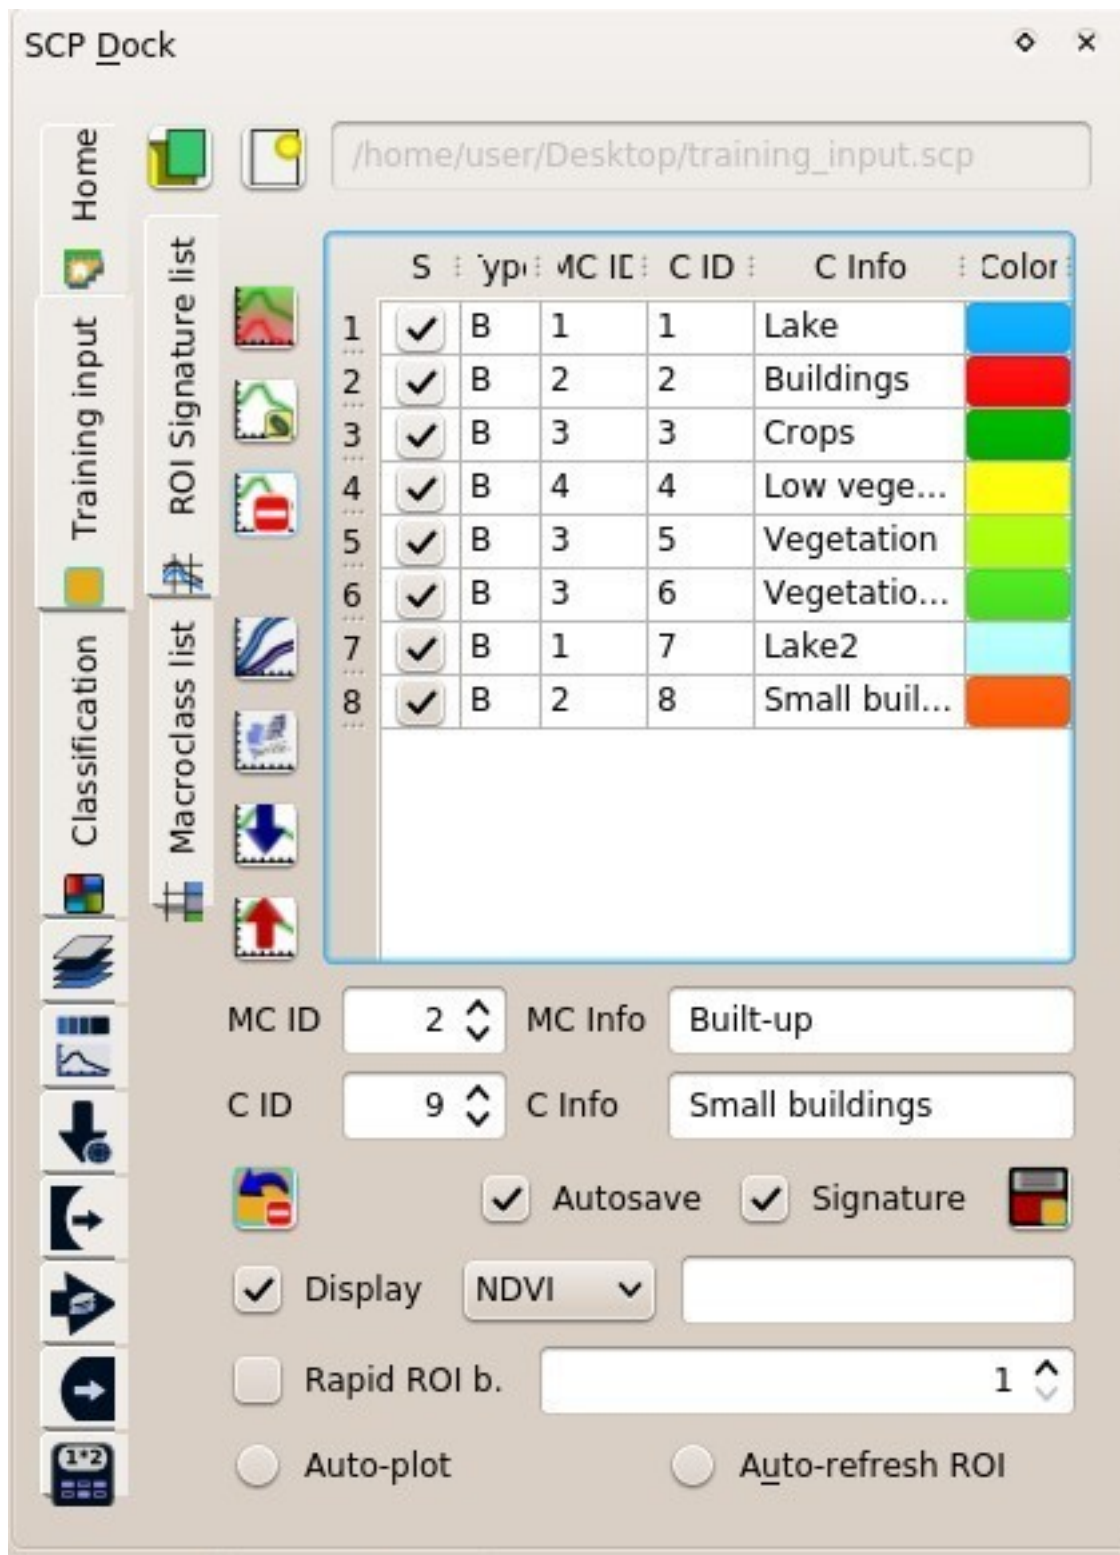 SCP Dock
/home/user/Desktop/training_input.scp
Home
Training input
Classification
ROI Signature list
Macroclass list
S Type MC ID C ID C Info Color
1 B 1 1 Lake
2 B 2 2 Buildings
3 B 3 3 Crops
4 B 4 4 Low vege...
5 B 3 5 Vegetation
6 B 3 6 Vegetatio...
7 B 1 7 Lake2
8 B 2 8 Small buil...
MC ID 2 MC Info Built-up
C ID 9 C Info Small buildings
Autosave Signature
Display NDVI
Rapid ROI b. 1
Auto-plot Auto-refresh ROI
1*2